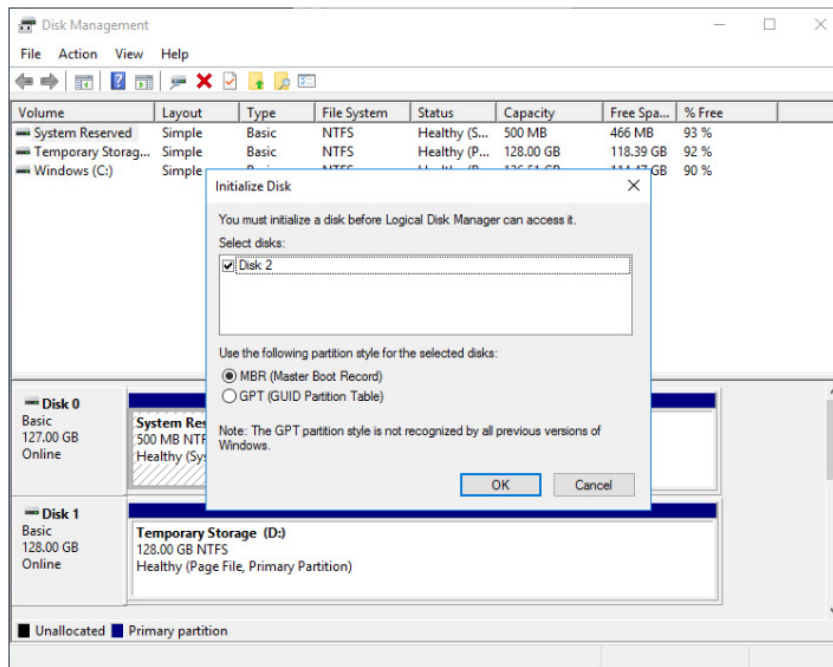 Disk Management
File Action View Help
Volume Layout Type File System Status Capacity Free Spa... % Free
System Reserved Simple Basic NTFS Healthy (S... 500 MB 466 MB 93 %
Temporary Storag... Simple Basic NTFS Healthy (P... 128.00 GB 118.39 GB 92 %
Windows (C:) Simple GB 90 %
Initialize Disk
You must initialize a disk before Logical Disk Manager can access it.
Select disks:
Disk 2
Use the following partition style for the selected disks:
MBR (Master Boot Record)
GPT (GUID Partition Table)
Note: The GPT partition style is not recognized by all previous versions of
Windows.
OK Cancel
Disk 0
Basic
127.00 GB
Online
System Res
500 MB NTF
Healthy (Sys
Disk 1
Basic
128.00 GB
Online
Temporary Storage (D:)
128.00 GB NTFS
Healthy (Page File, Primary Partition)
Unallocated Primary partition